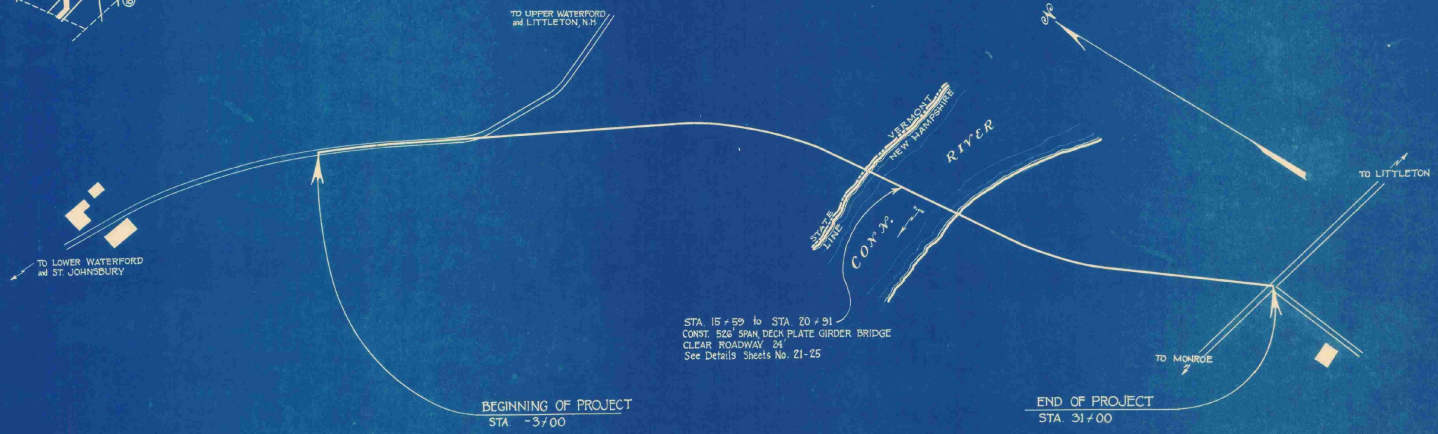 TO UPPER WATERFORD
and LITTLETON, N.H.
N
VERMONT
NEW HAMPSHIRE
RIVER
TO LITTLETON
STATE
LINE
CONN.
TO LOWER WATERFORD
and ST. JOHNSBURY
STA. 15+59 to STA. 20+91
CONST. 526' SPAN, DECK PLATE GIRDER BRIDGE
CLEAR ROADWAY 24'
See Details Sheets No. 21-25
TO MONROE
BEGINNING OF PROJECT
STA. -3+00
END OF PROJECT
STA. 31+00